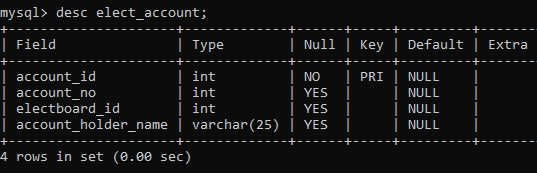 mysql> desc elect_account;
+---------------------+-------------+------+-----+---------+-------
| Field               | Type        | Null | Key | Default | Extra
+---------------------+-------------+------+-----+---------+-------
| account_id          | int         | NO   | PRI | NULL    |
| account_no          | int         | YES  |     | NULL    |
| electboard_id       | int         | YES  |     | NULL    |
| account_holder_name | varchar(25) | YES  |     | NULL    |
+---------------------+-------------+------+-----+---------+-------
4 rows in set (0.00 sec)